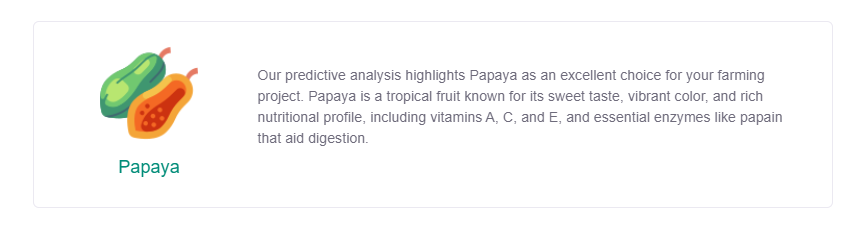 Our predictive analysis highlights Papaya as an excellent choice for your farming
project. Papaya is a tropical fruit known for its sweet taste, vibrant color, and rich
nutritional profile, including vitamins A, C, and E, and essential enzymes like papain
that aid digestion.
Papaya